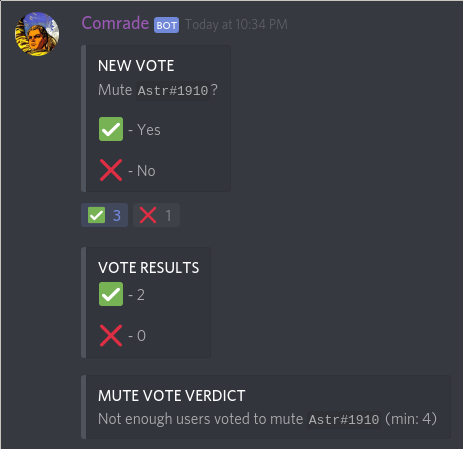 Comrade BOT Today at 10:34 PM
NEW VOTE
Mute Astr#1910?
✅ - Yes
❌ - No
✅ 3 ❌ 1
VOTE RESULTS
✅ - 2
❌ - 0
MUTE VOTE VERDICT
Not enough users voted to mute Astr#1910 (min: 4)